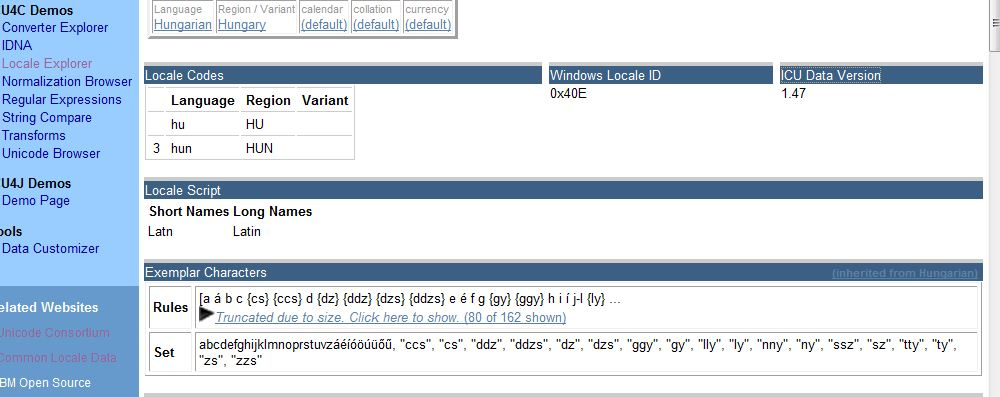 U4C Demos
Converter Explorer
IDNA
Locale Explorer
Normalization Browser
Regular Expressions
String Compare
Transforms
Unicode Browser
U4J Demos
Demo Page
ools
Data Customizer
elated Websites
Unicode Consortium
Common Locale Data
BM Open Source
Language Region / Variant calendar collation currency
Hungarian Hungary (default) (default) (default)
Locale Codes Windows Locale ID ICU Data Version
0x40E 1.47
Language Region Variant
hu HU
3 hun HUN
Locale Script
Short Names Long Names
Latn Latin
Exemplar Characters (inherited from Hungarian)
Rules [a á b c {cs} {ccs} d {dz} {ddz} {dzs} {ddzs} e é f g {gy} {ggy} h i í j-l {ly} ...
Truncated due to size. Click here to show. (80 of 162 shown)
Set abcdefghijklmnoprstuvzáéíóöúüőű, "ccs", "cs", "ddz", "ddzs", "dz", "dzs", "ggy", "gy", "lly", "ly", "nny", "ny", "ssz", "sz", "tty", "ty",
"zs", "zzs"